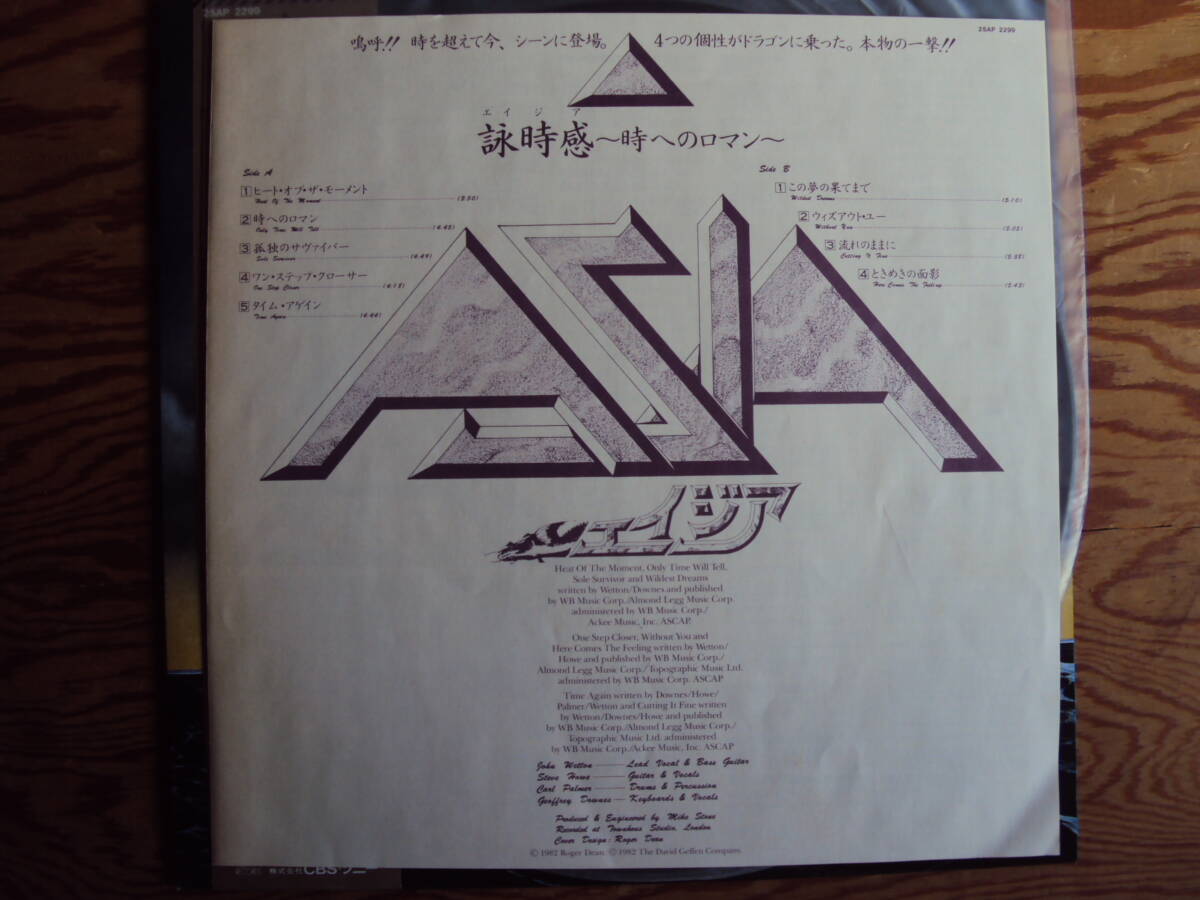 25AP 2290
25AP 2290
嗚呼!! 時を超えて今、シーンに登場。 4つの個性がドラゴンに乗った。本物の一撃!!
エイジア
詠時感〜時へのロマン〜
Side A
1 ヒート・オブ・ザ・モーメント
Heat Of The Moment (3:50)
2 時へのロマン
Only Time Will Tell (4:45)
3 孤独のサヴァイバー
Sole Survivor (4:49)
4 ワン・ステップ・クローサー
One Step Closer (4:18)
5 タイム・アゲイン
Time Again (4:44)
Side B
1 この夢の果てまで
Wildest Dreams (5:10)
2 ウィズアウト・ユー
Without You (5:05)
3 流れのままに
Cutting It Fine (5:38)
4 ときめきの面影
Here Comes The Feeling (5:43)
ASIA
エイジア
Heat Of The Moment, Only Time Will Tell,
Sole Survivor and Wildest Dreams
written by Wetton/Downes and published
by WB Music Corp./Almond Legg Music Corp.
administered by WB Music Corp./
Ackee Music, Inc. ASCAP.
One Step Closer, Without You and
Here Comes The Feeling written by Wetton/
Howe and published by WB Music Corp./
Almond Legg Music Corp./Topographic Music Ltd.
administered by WB Music Corp. ASCAP
Time Again written by Downes/Howe/
Palmer/Wetton and Cutting It Fine written
by Wetton/Downes/Howe and published
by WB Music Corp./Almond Legg Music Corp./
Topographic Music Ltd. administered
by WB Music Corp./Ackee Music, Inc. ASCAP
John Wetton — Lead Vocal & Bass Guitar
Steve Howe — Guitar & Vocals
Carl Palmer — Drums & Percussion
Geoffrey Downes — Keyboards & Vocals
Produced & Engineered by Mike Stone
Recorded at Townhous Studio, London
Cover Design: Roger Dean
© 1982 Roger Dean ℗ 1982 The David Geffen Company.
株式会社CBSソニー